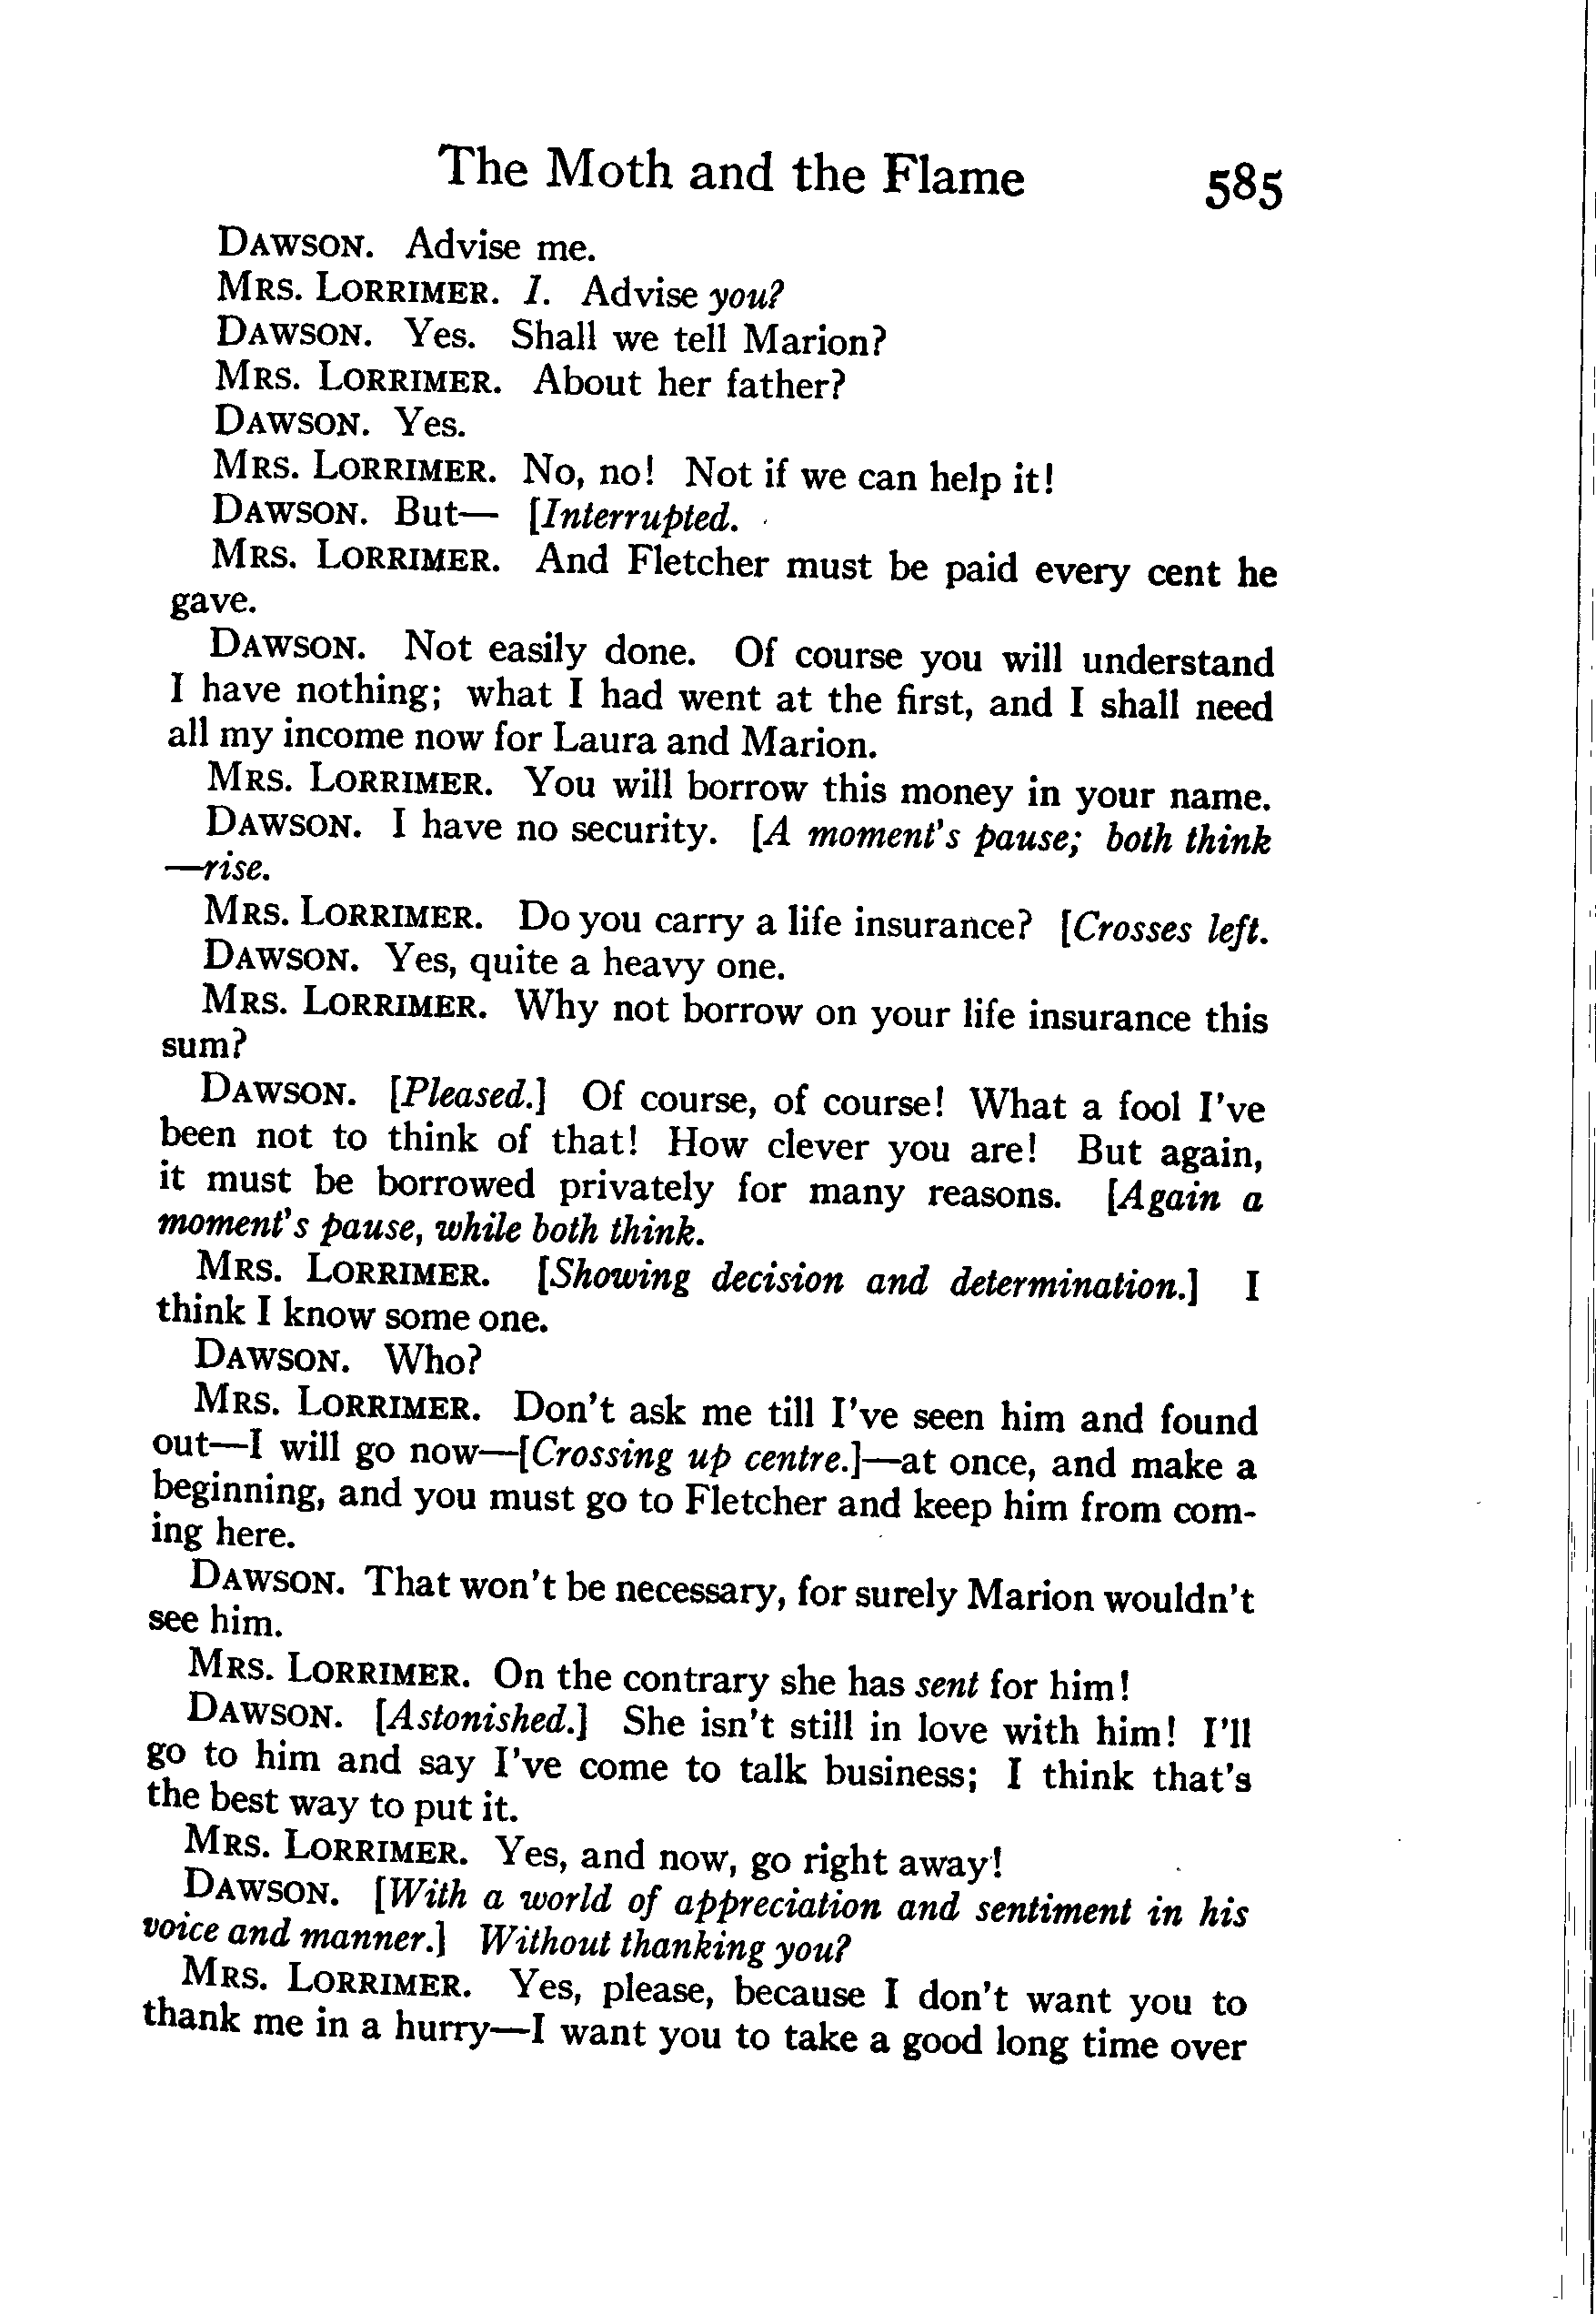 The Moth and the Flame 585
DAWSON. Advise me.
MRS. LORRIMER. I. Advise you?
DAWSON. Yes. Shall we tell Marion?
MRS. LORRIMER. About her father?
DAWSON. Yes.
MRS. LORRIMER. No, no! Not if we can help it!
DAWSON. But— [Interrupted.
MRS. LORRIMER. And Fletcher must be paid every cent he
gave.
DAWSON. Not easily done. Of course you will understand
I have nothing; what I had went at the first, and I shall need
all my income now for Laura and Marion.
MRS. LORRIMER. You will borrow this money in your name.
DAWSON. I have no security. [A moment's pause; both think
—rise.
MRS. LORRIMER. Do you carry a life insurance? [Crosses left.
DAWSON. Yes, quite a heavy one.
MRS. LORRIMER. Why not borrow on your life insurance this
sum?
DAWSON. [Pleased.] Of course, of course! What a fool I've
been not to think of that! How clever you are! But again,
it must be borrowed privately for many reasons. [Again a
moment's pause, while both think.
MRS. LORRIMER. [Showing decision and determination.] I
think I know some one.
DAWSON. Who?
MRS. LORRIMER. Don't ask me till I've seen him and found
out—I will go now—[Crossing up centre.]—at once, and make a
beginning, and you must go to Fletcher and keep him from com-
ing here.
DAWSON. That won't be necessary, for surely Marion wouldn't
see him.
MRS. LORRIMER. On the contrary she has sent for him!
DAWSON. [Astonished.] She isn't still in love with him! I'll
go to him and say I've come to talk business; I think that's
the best way to put it.
MRS. LORRIMER. Yes, and now, go right away!
DAWSON. [With a world of appreciation and sentiment in his
voice and manner.] Without thanking you?
MRS. LORRIMER. Yes, please, because I don't want you to
thank me in a hurry—I want you to take a good long time over